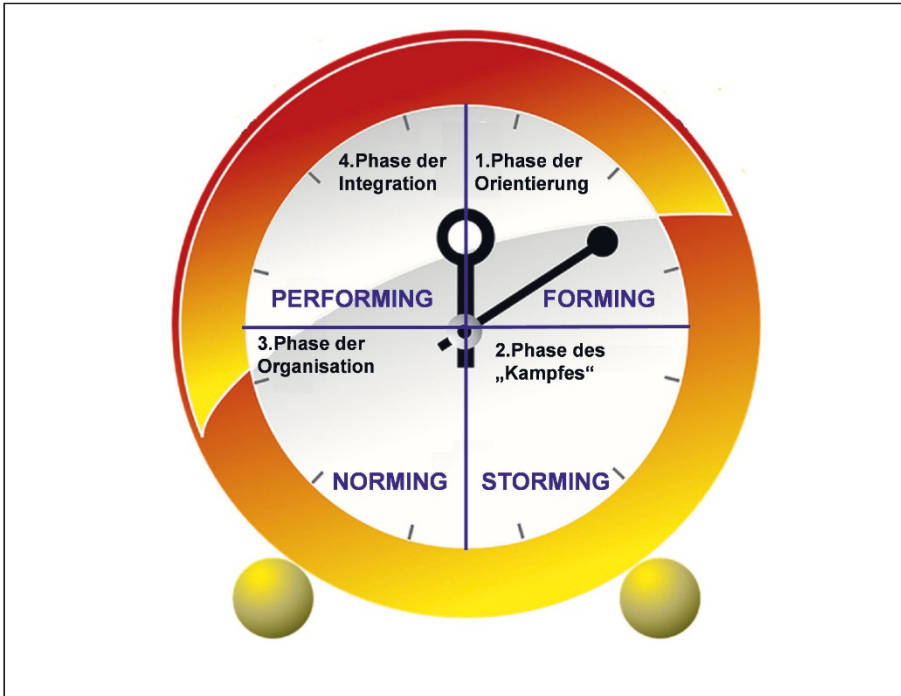 4.Phase der
Integration
1.Phase der
Orientierung
PERFORMING
FORMING
3.Phase der
Organisation
2.Phase des
„Kampfes“
NORMING
STORMING